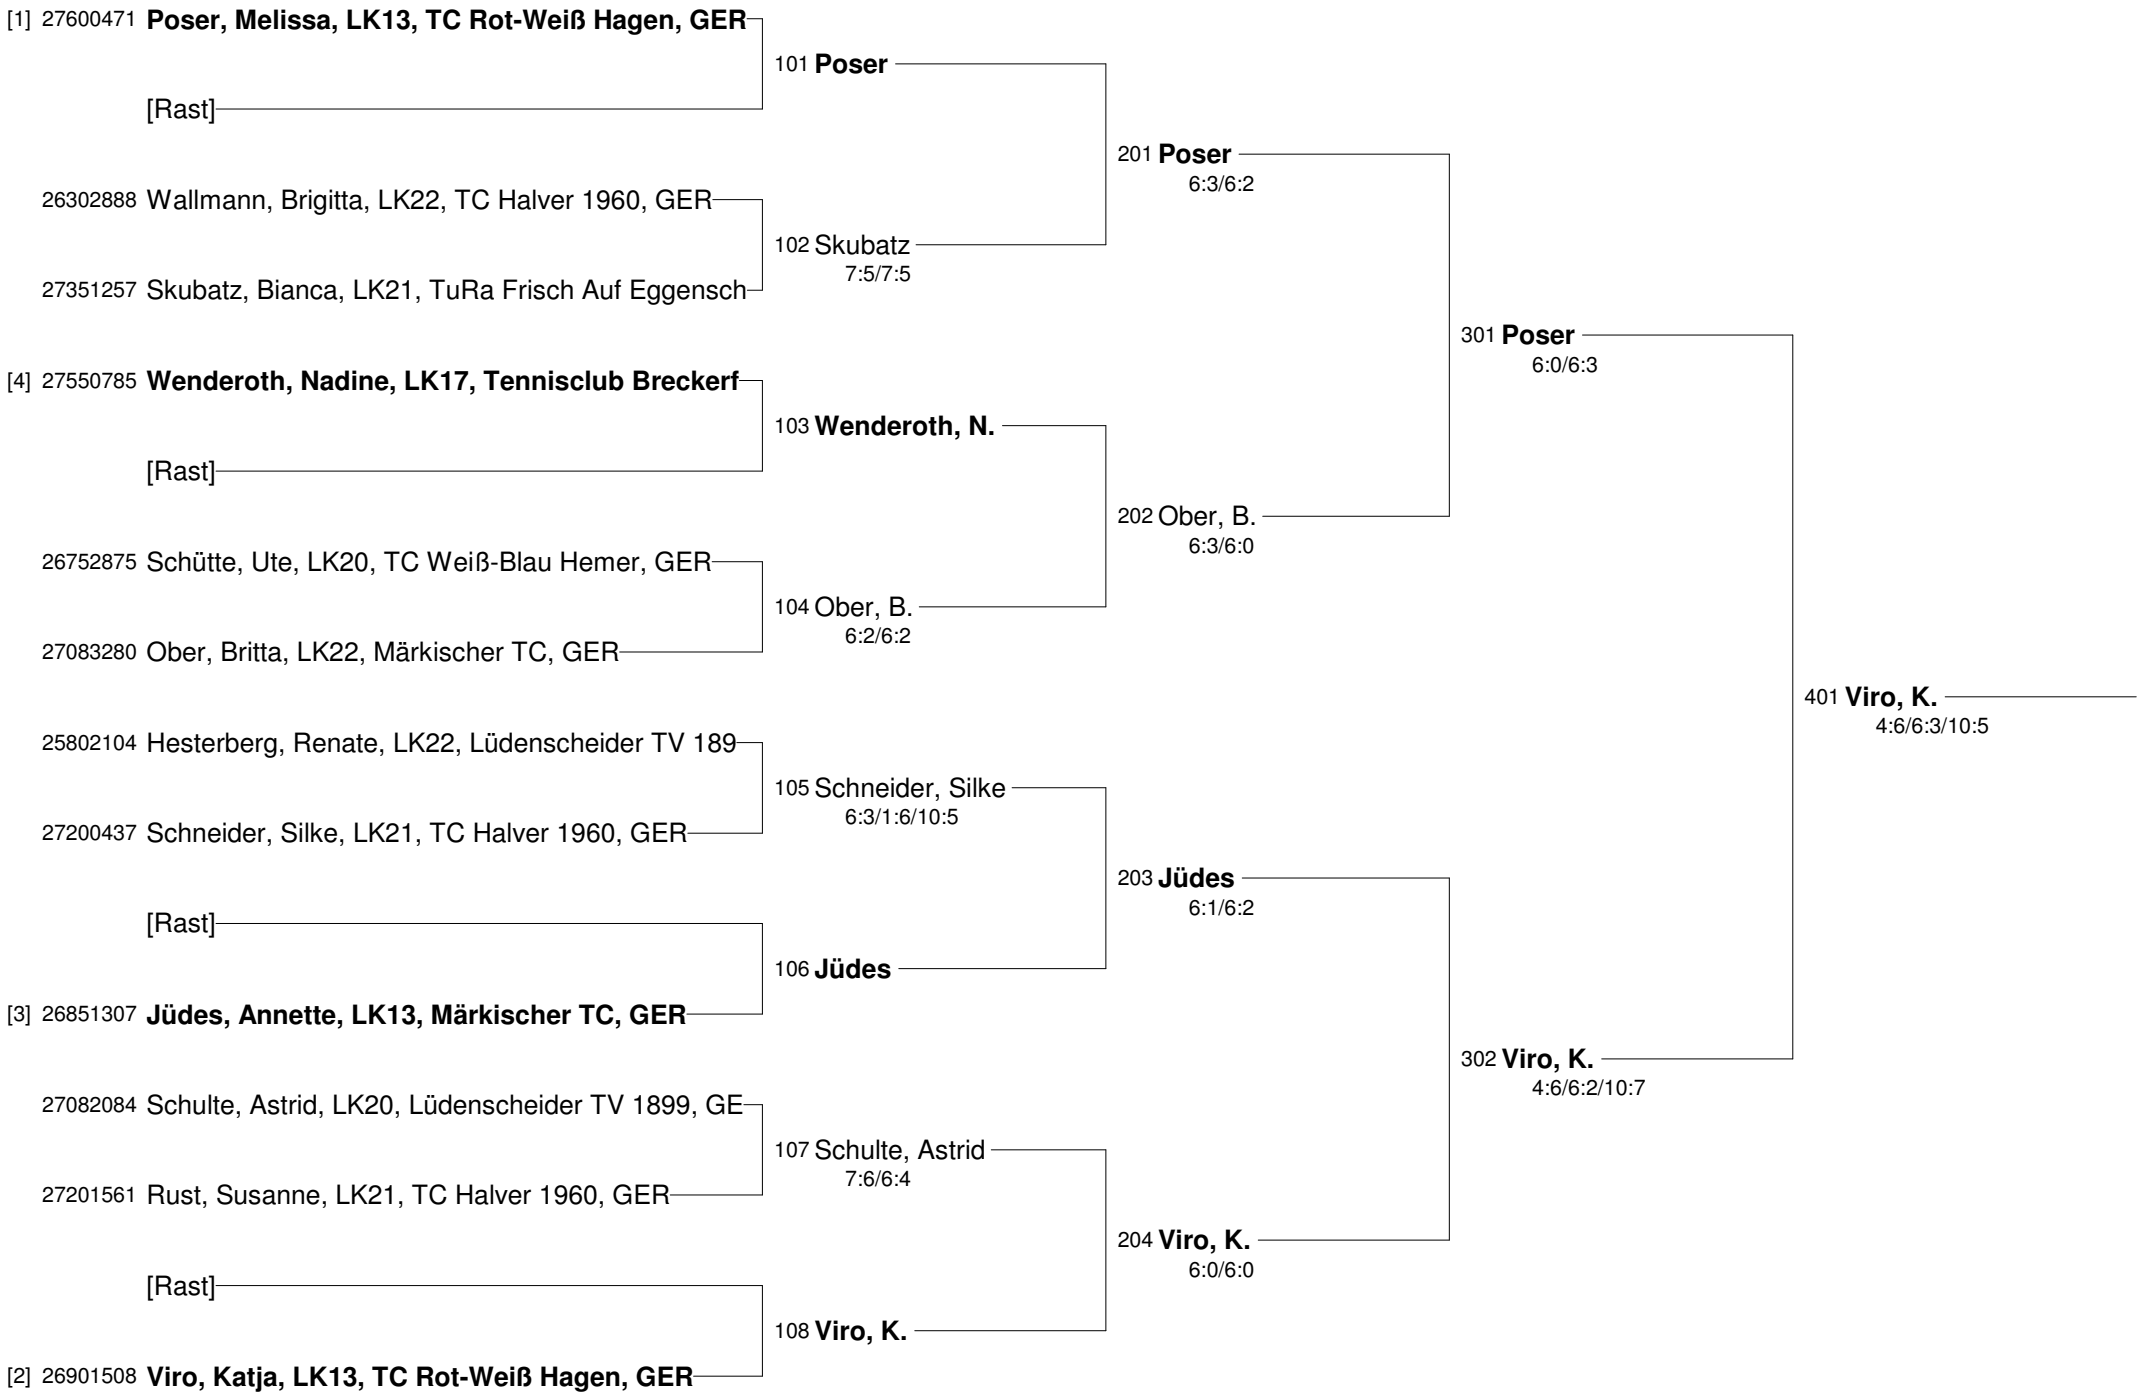 [1] 27600471 Poser, Melissa, LK13, TC Rot-Weiß Hagen, GER
101 Poser
[Rast]
201 Poser
6:3/6:2
26302888 Wallmann, Brigitta, LK22, TC Halver 1960, GER
102 Skubatz
7:5/7:5
27351257 Skubatz, Bianca, LK21, TuRa Frisch Auf Eggensch
301 Poser
6:0/6:3
[4] 27550785 Wenderoth, Nadine, LK17, Tennisclub Breckerf
103 Wenderoth, N.
[Rast]
202 Ober, B.
6:3/6:0
26752875 Schütte, Ute, LK20, TC Weiß-Blau Hemer, GER
104 Ober, B.
6:2/6:2
27083280 Ober, Britta, LK22, Märkischer TC, GER
401 Viro, K.
4:6/6:3/10:5
25802104 Hesterberg, Renate, LK22, Lüdenscheider TV 189
105 Schneider, Silke
6:3/1:6/10:5
27200437 Schneider, Silke, LK21, TC Halver 1960, GER
203 Jüdes
6:1/6:2
[Rast]
106 Jüdes
[3] 26851307 Jüdes, Annette, LK13, Märkischer TC, GER
302 Viro, K.
4:6/6:2/10:7
27082084 Schulte, Astrid, LK20, Lüdenscheider TV 1899, GE
107 Schulte, Astrid
7:6/6:4
27201561 Rust, Susanne, LK21, TC Halver 1960, GER
204 Viro, K.
6:0/6:0
[Rast]
108 Viro, K.
[2] 26901508 Viro, Katja, LK13, TC Rot-Weiß Hagen, GER